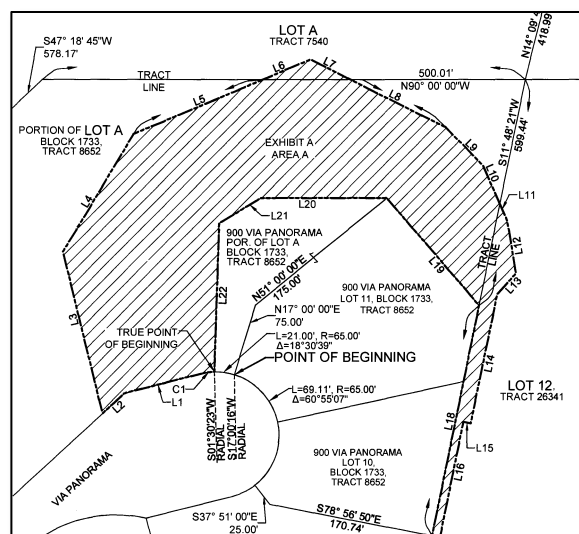 LOT A
TRACT 7540
S47° 18' 45"W
578.17'
N14° 09' 4
418.99
L6
L7
TRACT
LINE
500.01'
N90° 00' 00"W
L5
L8
PORTION OF LOT A
BLOCK 1733,
TRACT 8652
EXHIBIT A
AREA A
S11° 48' 21"W
599.44'
L9
L10
L4
L11
L20
L21
L12
900 VIA PANORAMA
POR. OF LOT A
BLOCK 1733,
TRACT 8652
TRACT
LINE
L19
L13
N51° 00' 00"E
175.00'
900 VIA PANORAMA
LOT 11, BLOCK 1733,
TRACT 8652
L22
L3
N17° 00' 00"E
75.00'
TRUE POINT
OF BEGINNING
L=21.00', R=65.00'
Δ=18°30'39"
POINT OF BEGINNING
L14
C1
L1
L2
L=69.11', R=65.00'
Δ=60°55'07"
LOT 12.
TRACT 26341
S01°30'23"W
RADIAL
S17°00'16"W
RADIAL
L18
L15
L16
900 VIA PANORAMA
LOT 10,
BLOCK 1733,
TRACT 8652
VIA PANORAMA
S37° 51' 00"E
25.00'
S78° 56' 50"E
170.74'